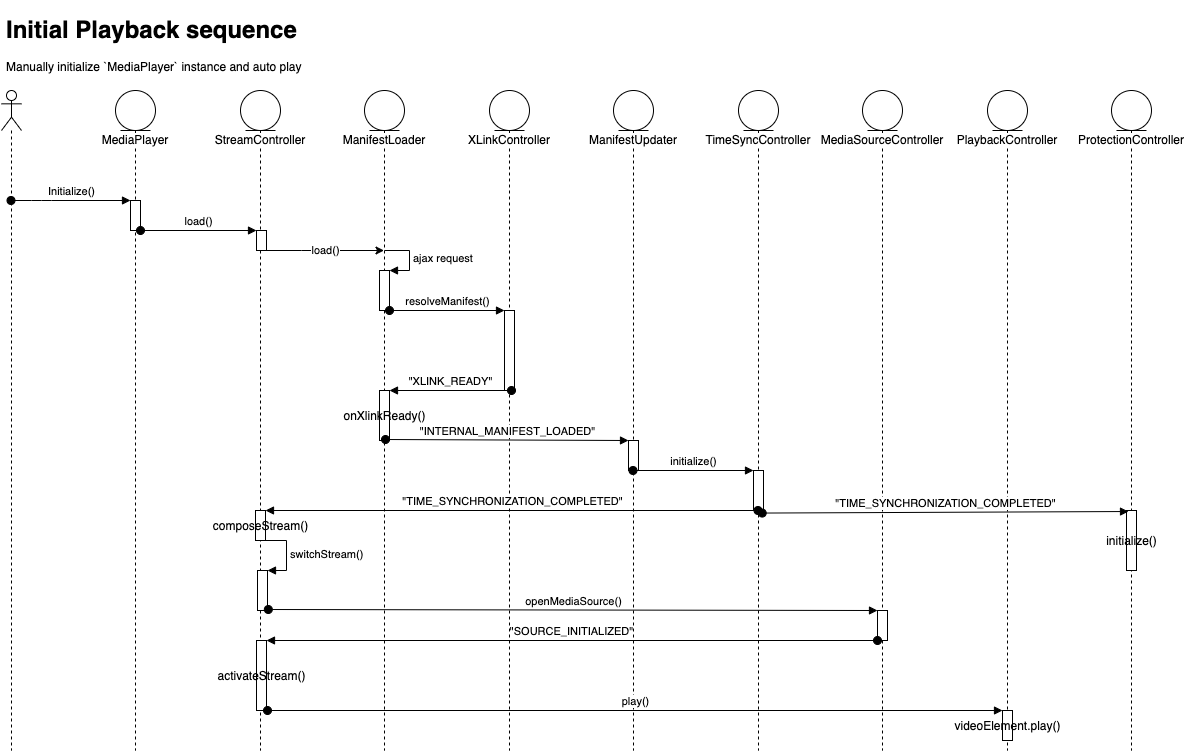 Initial Playback sequence
Manually initialize `MediaPlayer` instance and auto play
MediaPlayer StreamController ManifestLoader XLinkController ManifestUpdater TimeSyncController MediaSourceController PlaybackController ProtectionController
Initialize()
load()
load()
ajax request
resolveManifest()
"XLINK_READY"
onXlinkReady()
"INTERNAL_MANIFEST_LOADED"
initialize()
"TIME_SYNCHRONIZATION_COMPLETED" "TIME_SYNCHRONIZATION_COMPLETED"
composeStream()
initialize()
switchStream()
openMediaSource()
"SOURCE_INITIALIZED"
activateStream()
play()
videoElement.play()